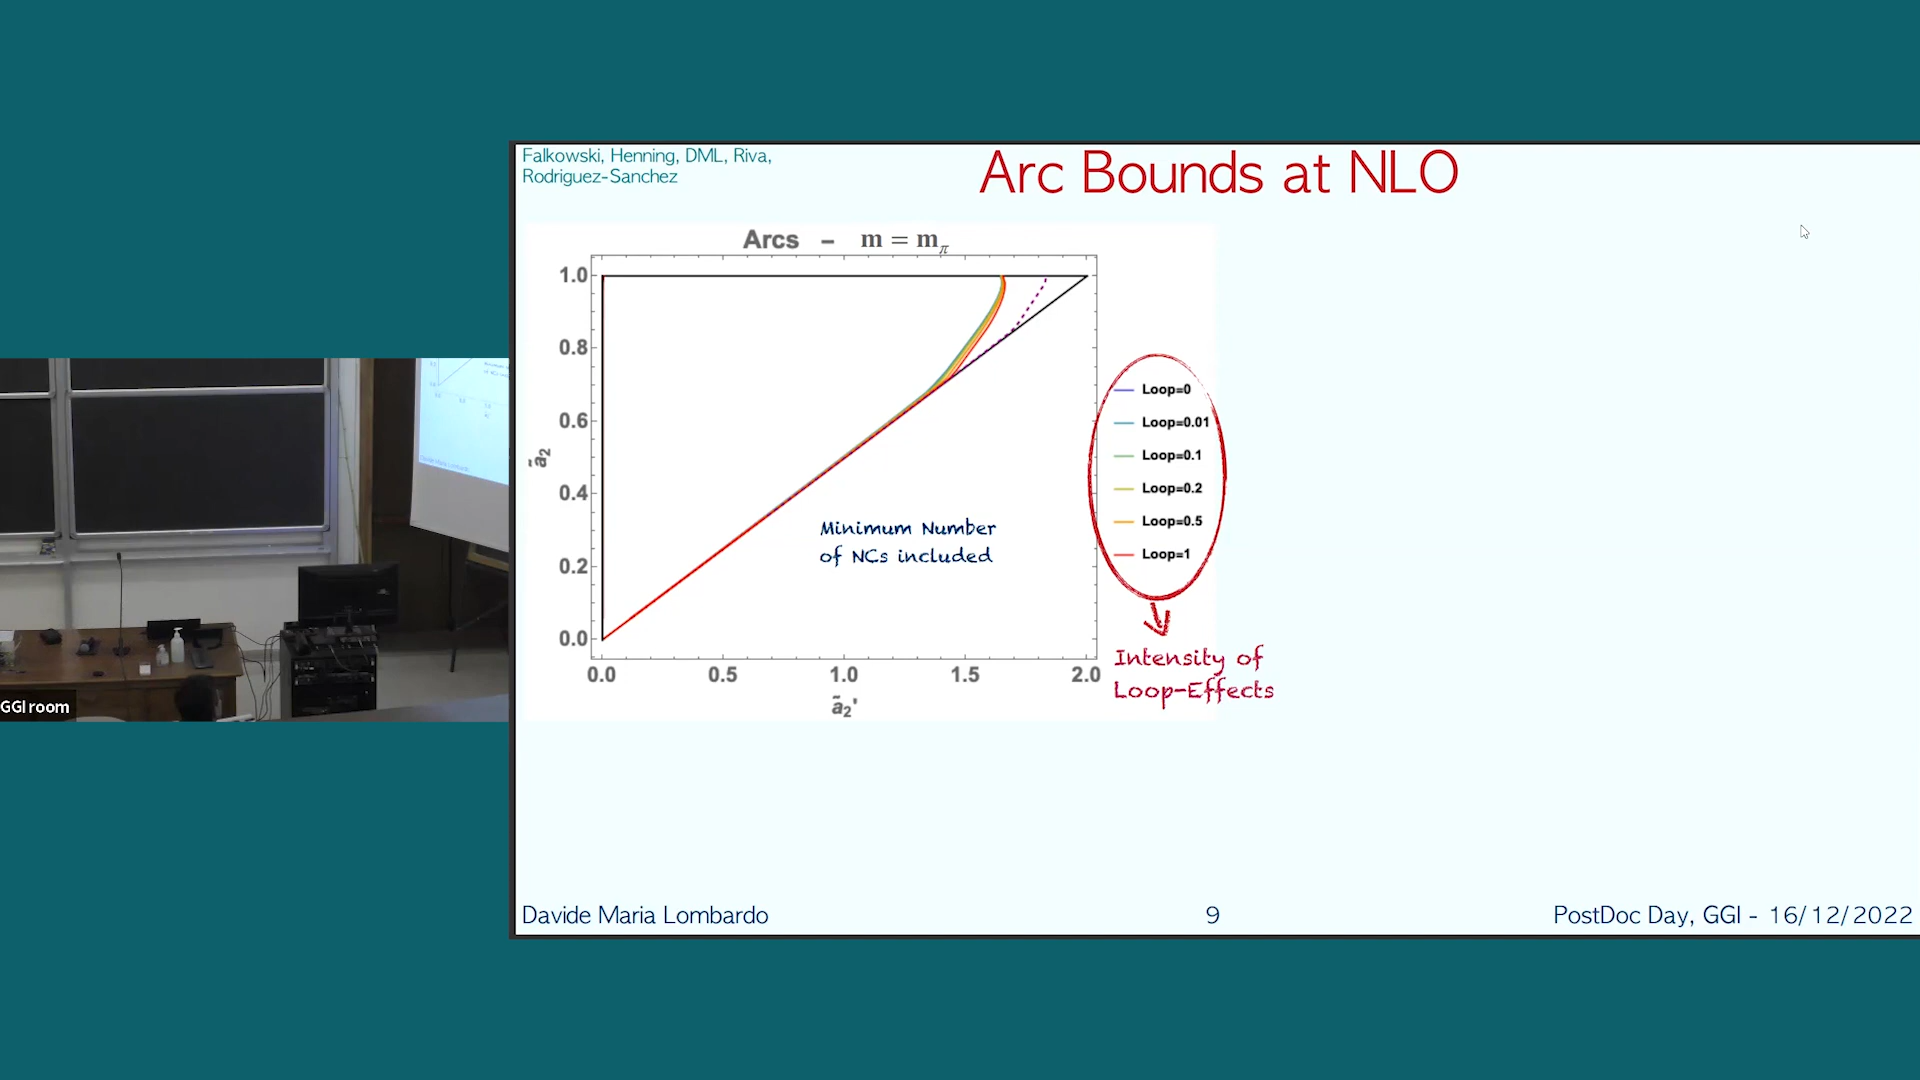 Falkowski, Henning, DML, Riva,
Rodriguez-Sanchez
Arc Bounds at NLO
Arcs – m = mπ
1.0
0.8
0.6
0.4
0.2
0.0
ã2
0.0 0.5 1.0 1.5 2.0
ã2'
Minimum Number
of NCs included
Loop=0
Loop=0.01
Loop=0.1
Loop=0.2
Loop=0.5
Loop=1
Intensity of
Loop-Effects
GGI room
Davide Maria Lombardo
9
PostDoc Day, GGI - 16/12/2022